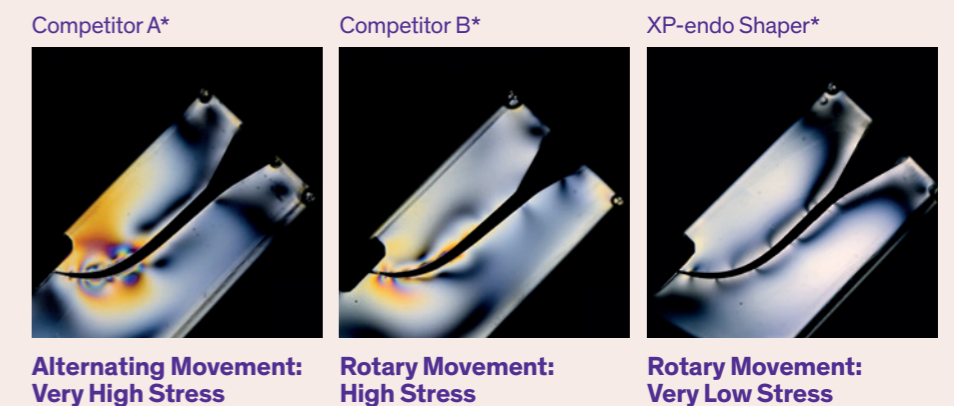 Competitor A*
Competitor B*
XP-endo Shaper*
Alternating Movement:
Very High Stress
Rotary Movement:
High Stress
Rotary Movement:
Very Low Stress